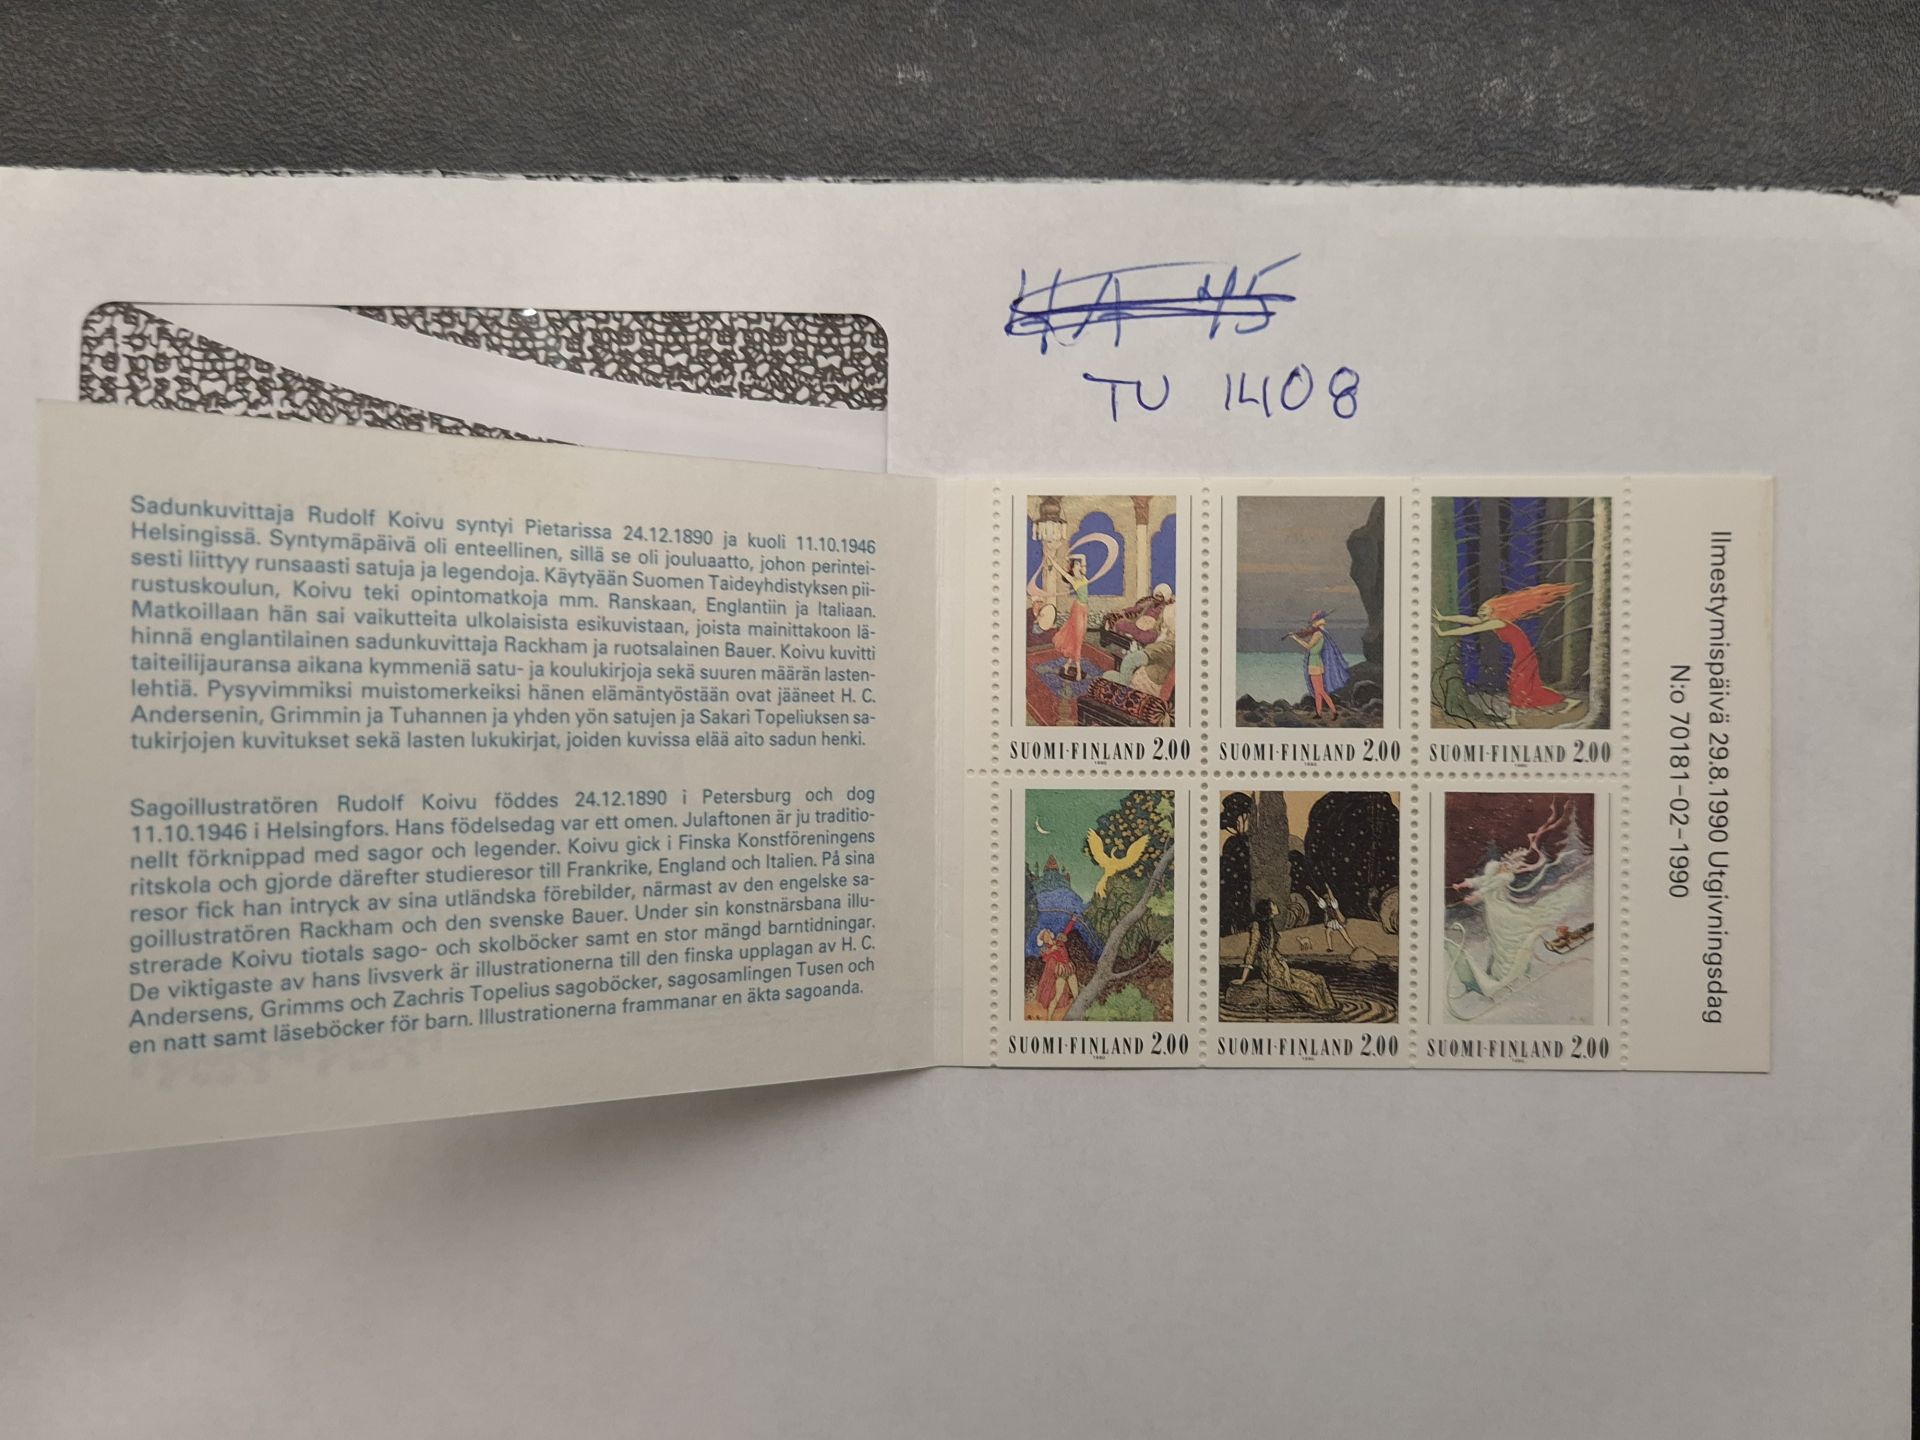 TU 1408
Sadunkuvittaja Rudolf Koivu syntyi Pietarissa 24.12.1890 ja kuoli 11.10.1946
Helsingissä. Syntymäpäivä oli enteellinen, sillä se oli jouluaatto, johon perintei-
sesti liittyy runsaasti satuja ja legendoja. Käytyään Suomen Taideyhdistyksen pii-
rustuskoulun, Koivu teki opintomatkoja mm. Ranskaan, Englantiin ja Italiaan.
Matkoillaan hän sai vaikutteita ulkolaisista esikuvistaan, joista mainittakoon lä-
hinnä englantilainen sadunkuvittaja Rackham ja ruotsalainen Bauer. Koivu kuvitti
taiteilijauransa aikana kymmeniä satu- ja koulukirjoja sekä suuren määrän lasten-
lehtiä. Pysyvimmiksi muistomerkeiksi hänen elämäntyöstään ovat jääneet H. C.
Andersenin, Grimmin ja Tuhannen ja yhden yön satujen ja Sakari Topeliuksen sa-
tukirjojen kuvitukset sekä lasten lukukirjat, joiden kuvissa elää aito sadun henki.
Sagoillustratören Rudolf Koivu föddes 24.12.1890 i Petersburg och dog
11.10.1946 i Helsingfors. Hans födelsedag var ett omen. Julaftonen är ju traditio-
nellt förknippad med sagor och legender. Koivu gick i Finska Konstföreningens
ritskola och gjorde därefter studieresor till Frankrike, England och Italien. På sina
resor fick han intryck av sina utländska förebilder, närmast av den engelske sa-
goillustratören Rackham och den svenske Bauer. Under sin konstnärsbana illu-
strerade Koivu tiotals sago- och skolböcker samt en stor mängd barntidningar.
De viktigaste av hans livsverk är illustrationerna till den finska upplagan av H. C.
Andersens, Grimms och Zachris Topelius sagoböcker, sagosamlingen Tusen och
en natt samt läseböcker för barn. Illustrationerna frammanar en äkta sagoanda.
SUOMI·FINLAND 2.00
1990
SUOMI·FINLAND 2.00
1990
SUOMI·FINLAND 2.00
1990
SUOMI·FINLAND 2.00
1990
SUOMI·FINLAND 2.00
1990
SUOMI·FINLAND 2.00
1990
Ilmestymispäivä 29.8.1990 Utgivningsdag
N:o 70181-02-1990